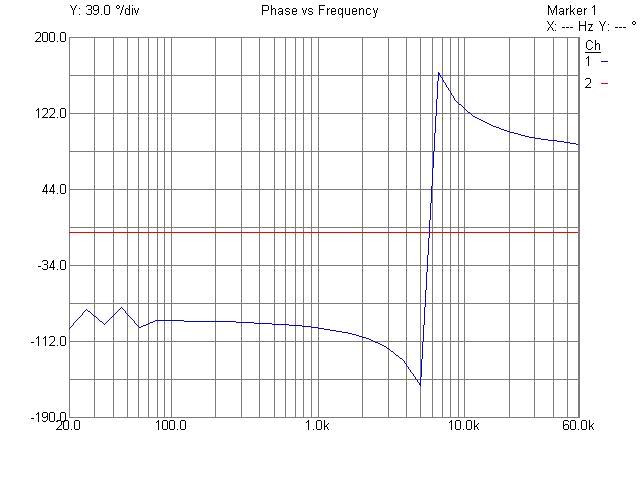 Y: 39.0 °/div Phase vs Frequency Marker 1
X: --- Hz Y: --- °
200.0
Ch
1
2
122.0
44.0
-34.0
-112.0
-190.0
20.0 100.0 1.0k 10.0k 60.0k